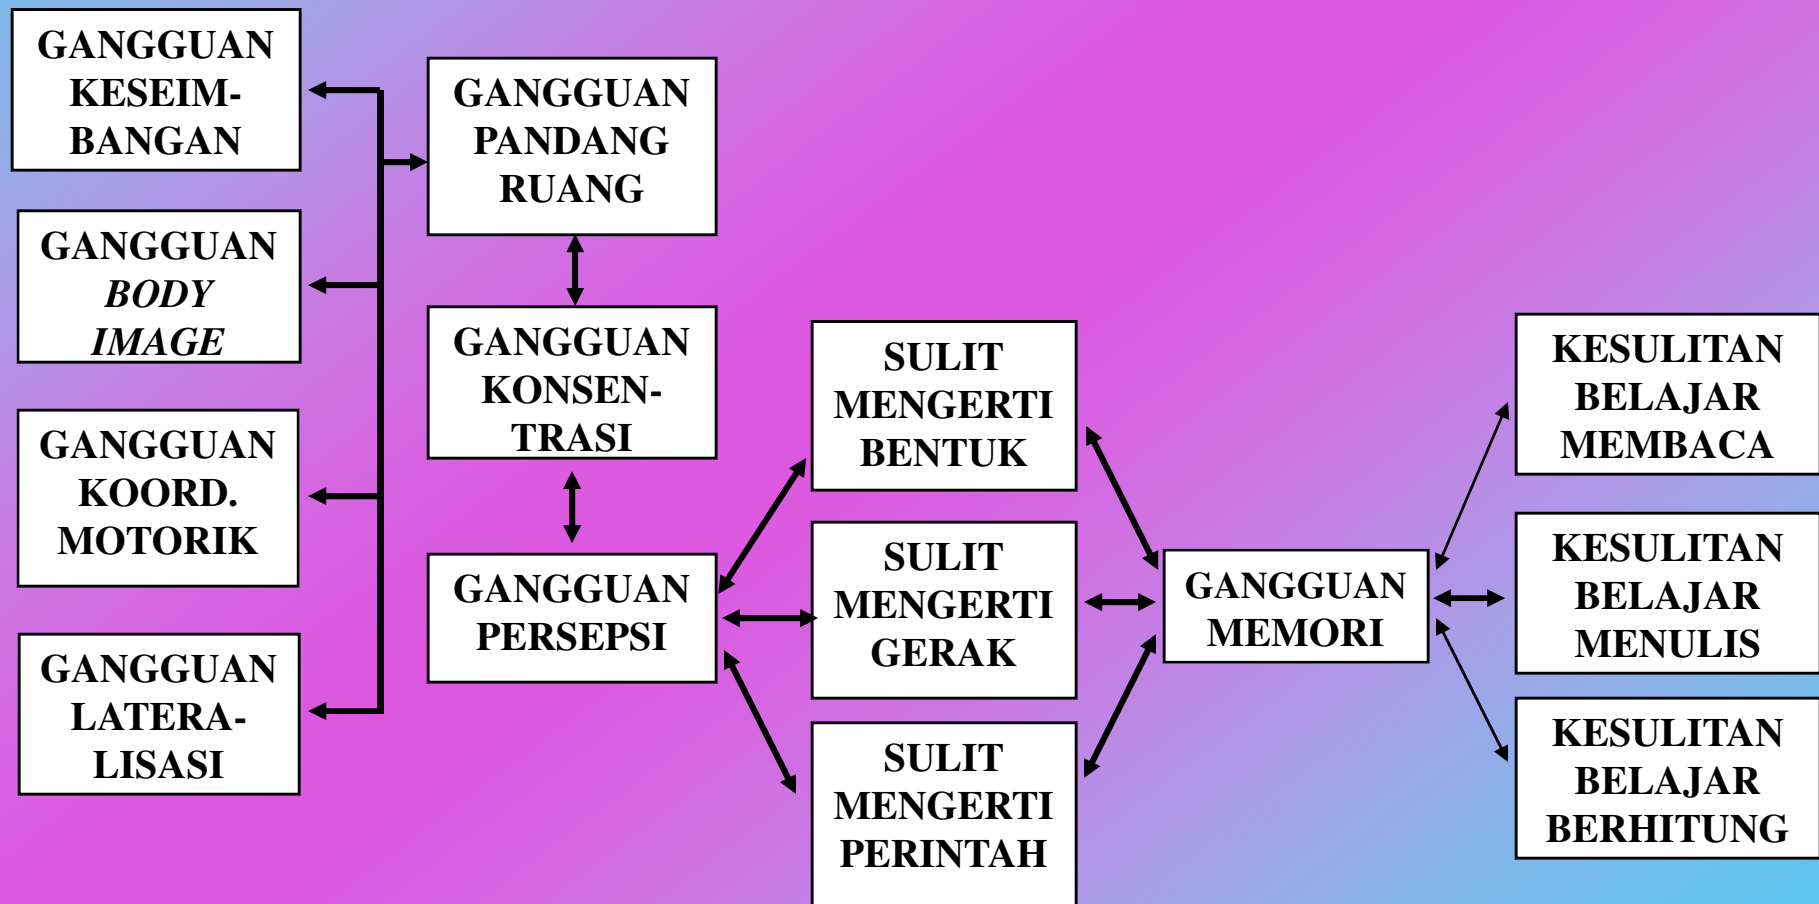 GANGGUAN
KESEIM-
BANGAN
GANGGUAN
BODY
IMAGE
GANGGUAN
KOORD.
MOTORIK
GANGGUAN
LATERA-
LISASI
GANGGUAN
PANDANG
RUANG
GANGGUAN
KONSEN-
TRASI
GANGGUAN
PERSEPSI
SULIT
MENGERTI
BENTUK
SULIT
MENGERTI
GERAK
SULIT
MENGERTI
PERINTAH
GANGGUAN
MEMORI
KESULITAN
BELAJAR
MEMBACA
KESULITAN
BELAJAR
MENULIS
KESULITAN
BELAJAR
BERHITUNG